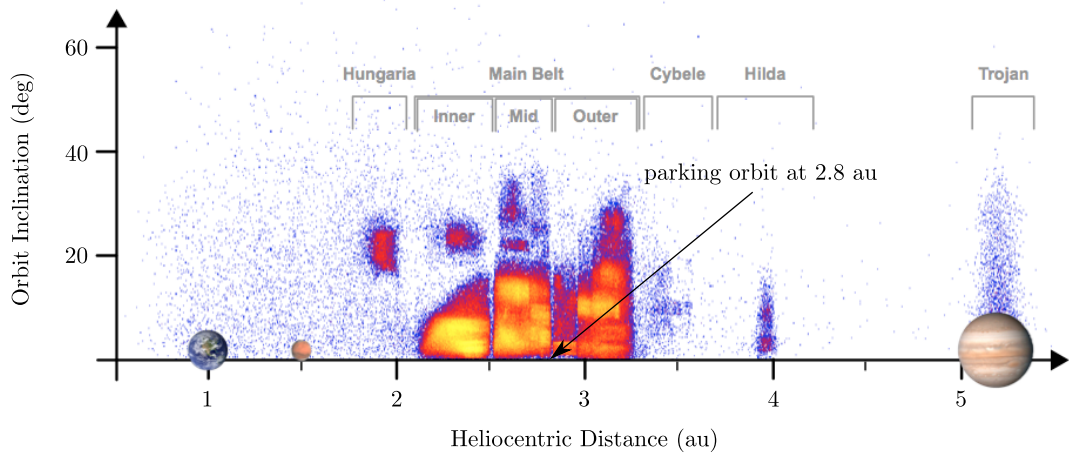 60
Hungaria Main Belt Cybele Hilda Trojan
Inner Mid Outer
40
parking orbit at 2.8 au
20
Orbit Inclination (deg)
1 2 3 4 5
Heliocentric Distance (au)